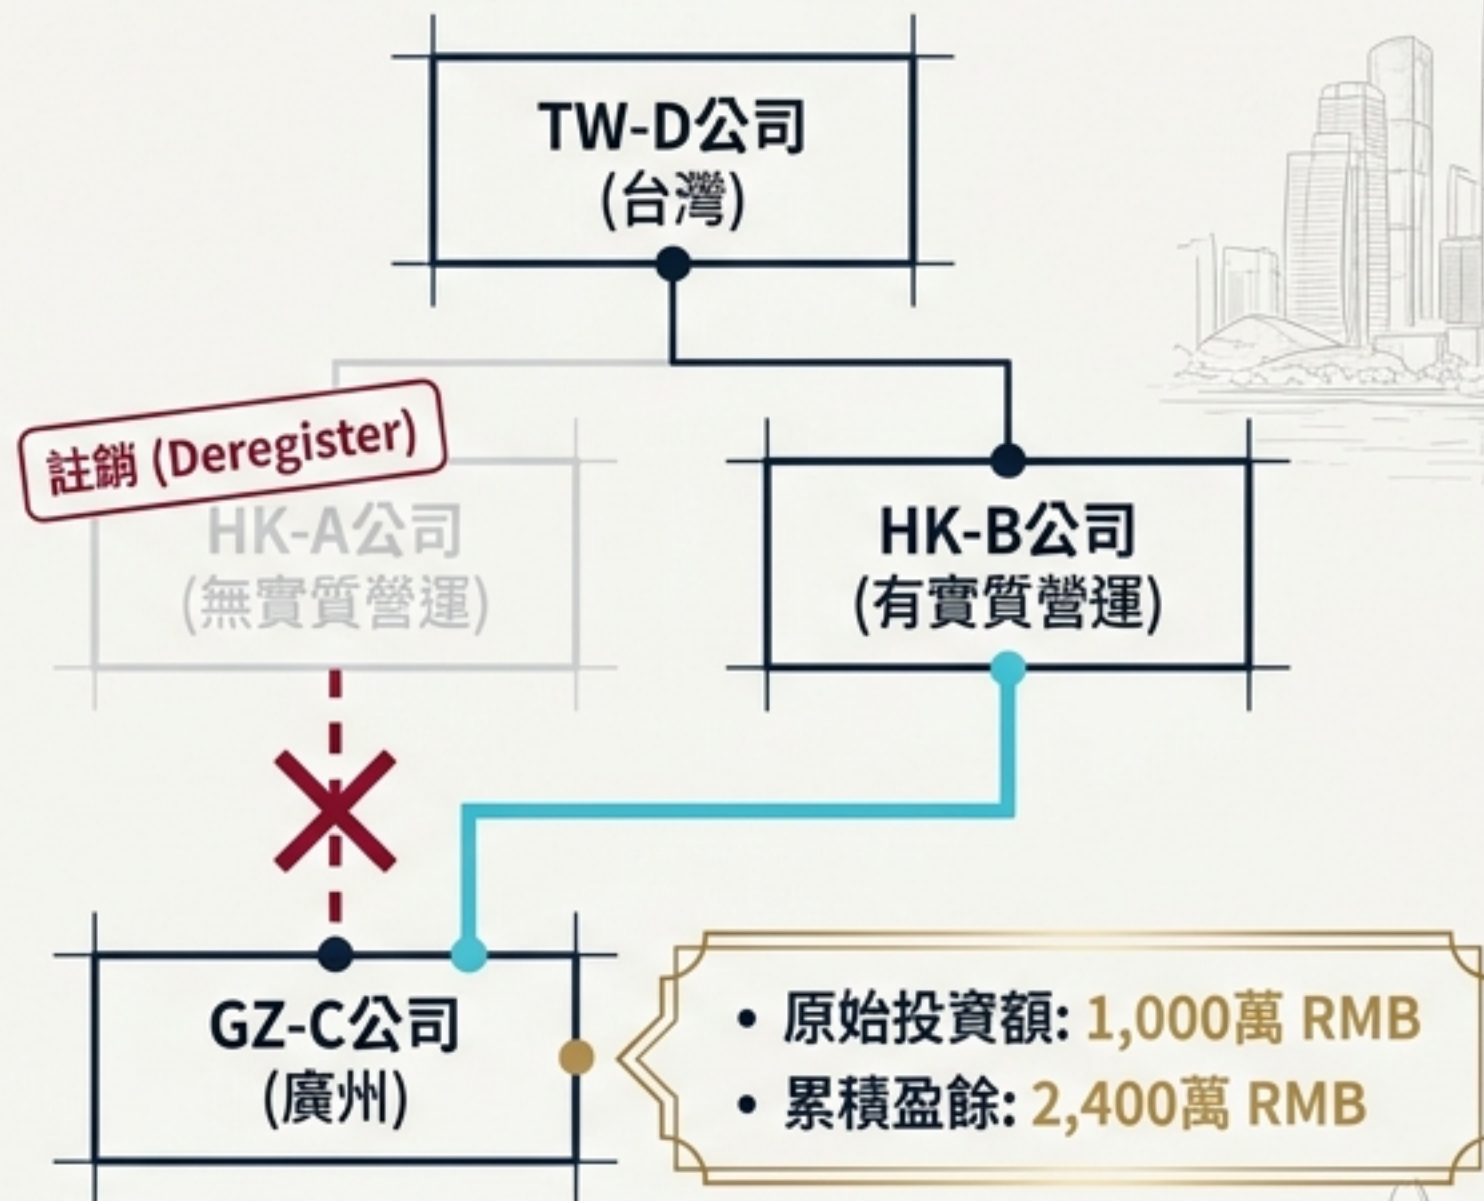 TW-D公司
(台灣)
註銷 (Deregister)
HK-A公司
(無實質營運)
HK-B公司
(有實質營運)
GZ-C公司
(廣州)
• 原始投資額: 1,000萬 RMB
• 累積盈餘: 2,400萬 RMB